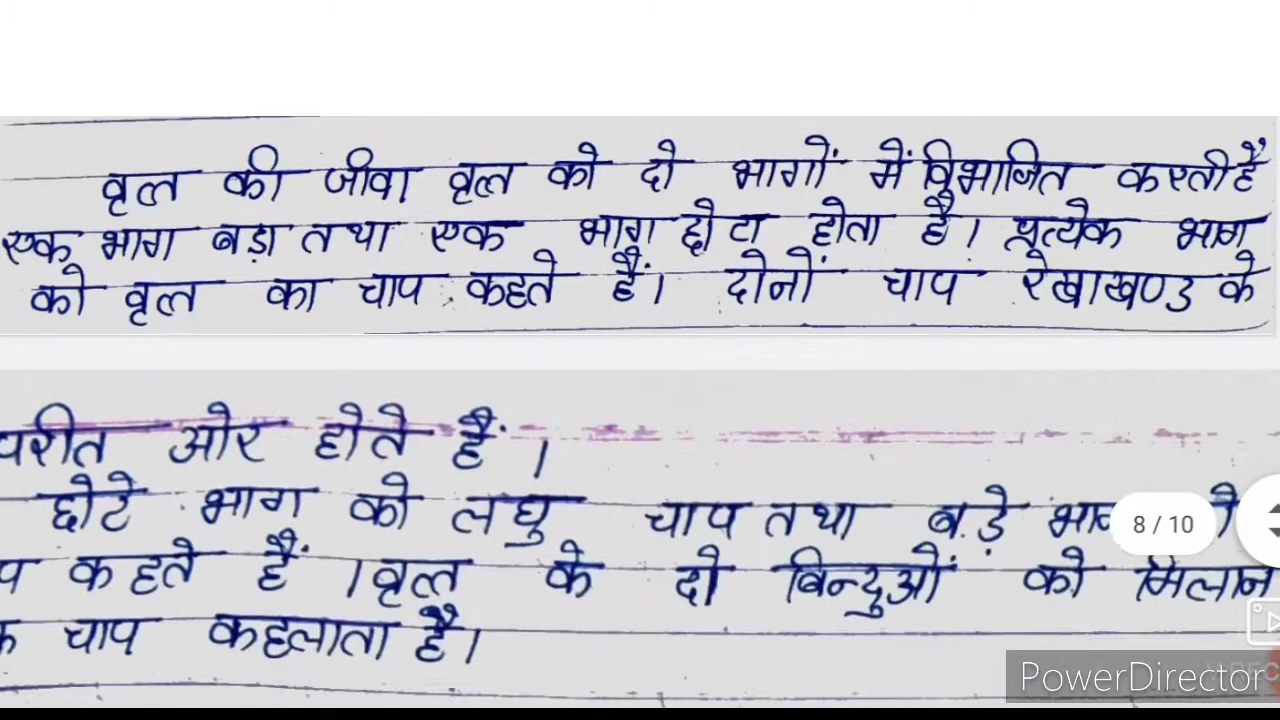 वृत्त की जीवा वृत्त को दो भागों में विभाजित करती है
एक भाग बड़ा तथा एक भाग छोटा होता है। प्रत्येक भाग
को वृत्त का चाप कहते हैं। दोनों चाप रेखाखण्ड के
परीत ओर होते हैं।
छोटे भाग को लघु चाप तथा बड़े
8 / 10
कहते हैं। वृत्त के दो बिन्दुओं को मिलान
चाप कहलाता है।
PowerDirector